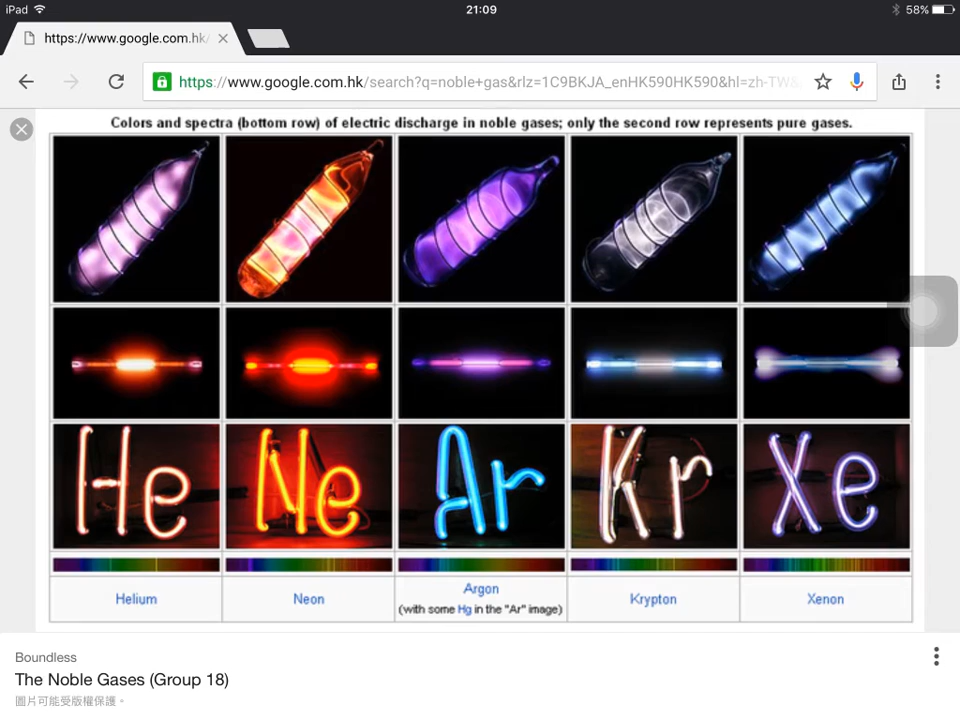 iPad 21:09 58%
https://www.google.com.hk/
https://www.google.com.hk/search?q=noble+gas&rlz=1C9BKJA_enHK590HK590&hl=zh-TW&
Colors and spectra (bottom row) of electric discharge in noble gases; only the second row represents pure gases.
He Ne Ar Kr Xe
Helium Neon Argon Krypton Xenon
(with some Hg in the "Ar" image)
Boundless
The Noble Gases (Group 18)
圖片可能受版權保護。